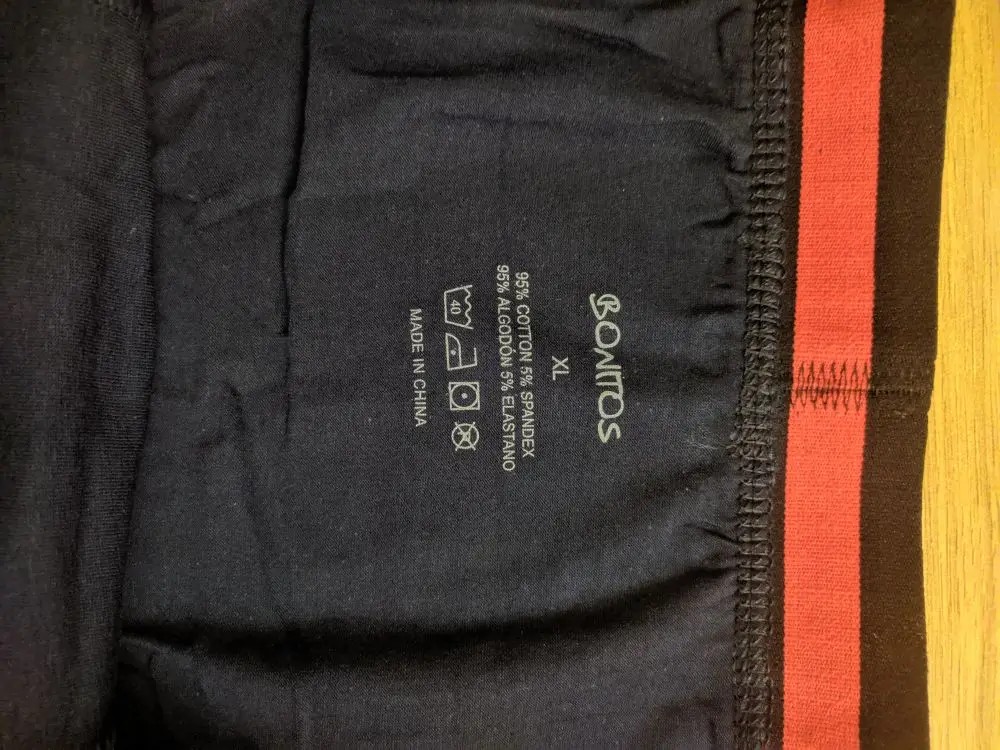 BONITOS
XL
95% COTTON 5% SPANDEX
95% ALGODÓN 5% ELASTANO
40
MADE IN CHINA